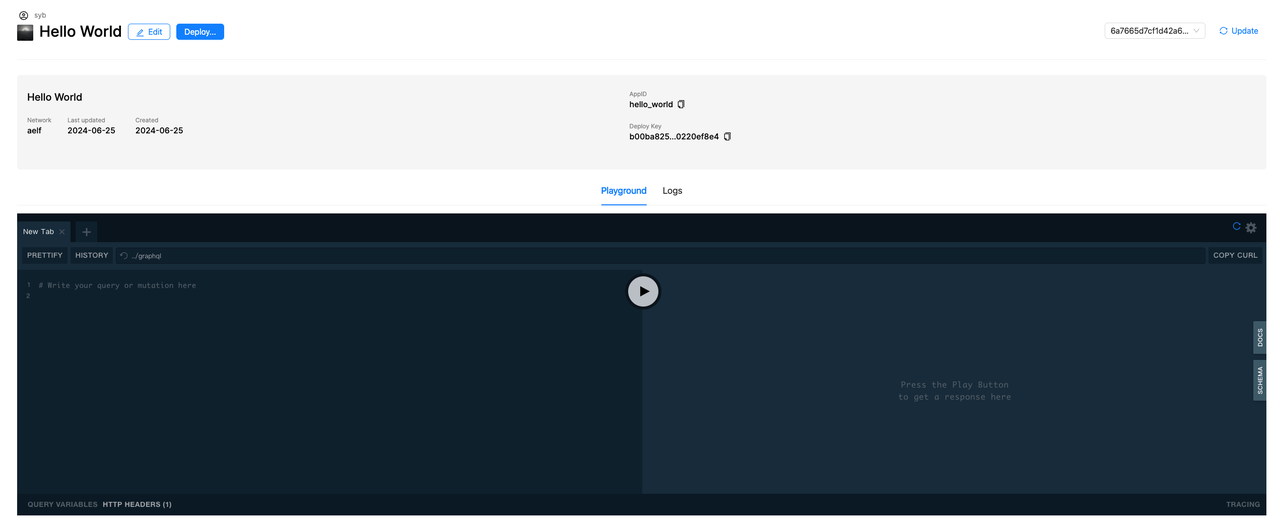 syb
Hello World Edit Deploy... 6a7665d7cf1d42a6... Update
Hello World
Network Last updated Created
aelf 2024-06-25 2024-06-25
AppID
hello_world
Deploy Key
b00ba825...0220ef8e4
Playground Logs
New Tab
PRETTIFY HISTORY ../graphql COPY CURL
1 # Write your query or mutation here
2
Press the Play Button
to get a response here
DOCS
SCHEMA
QUERY VARIABLES HTTP HEADERS (1) TRACING